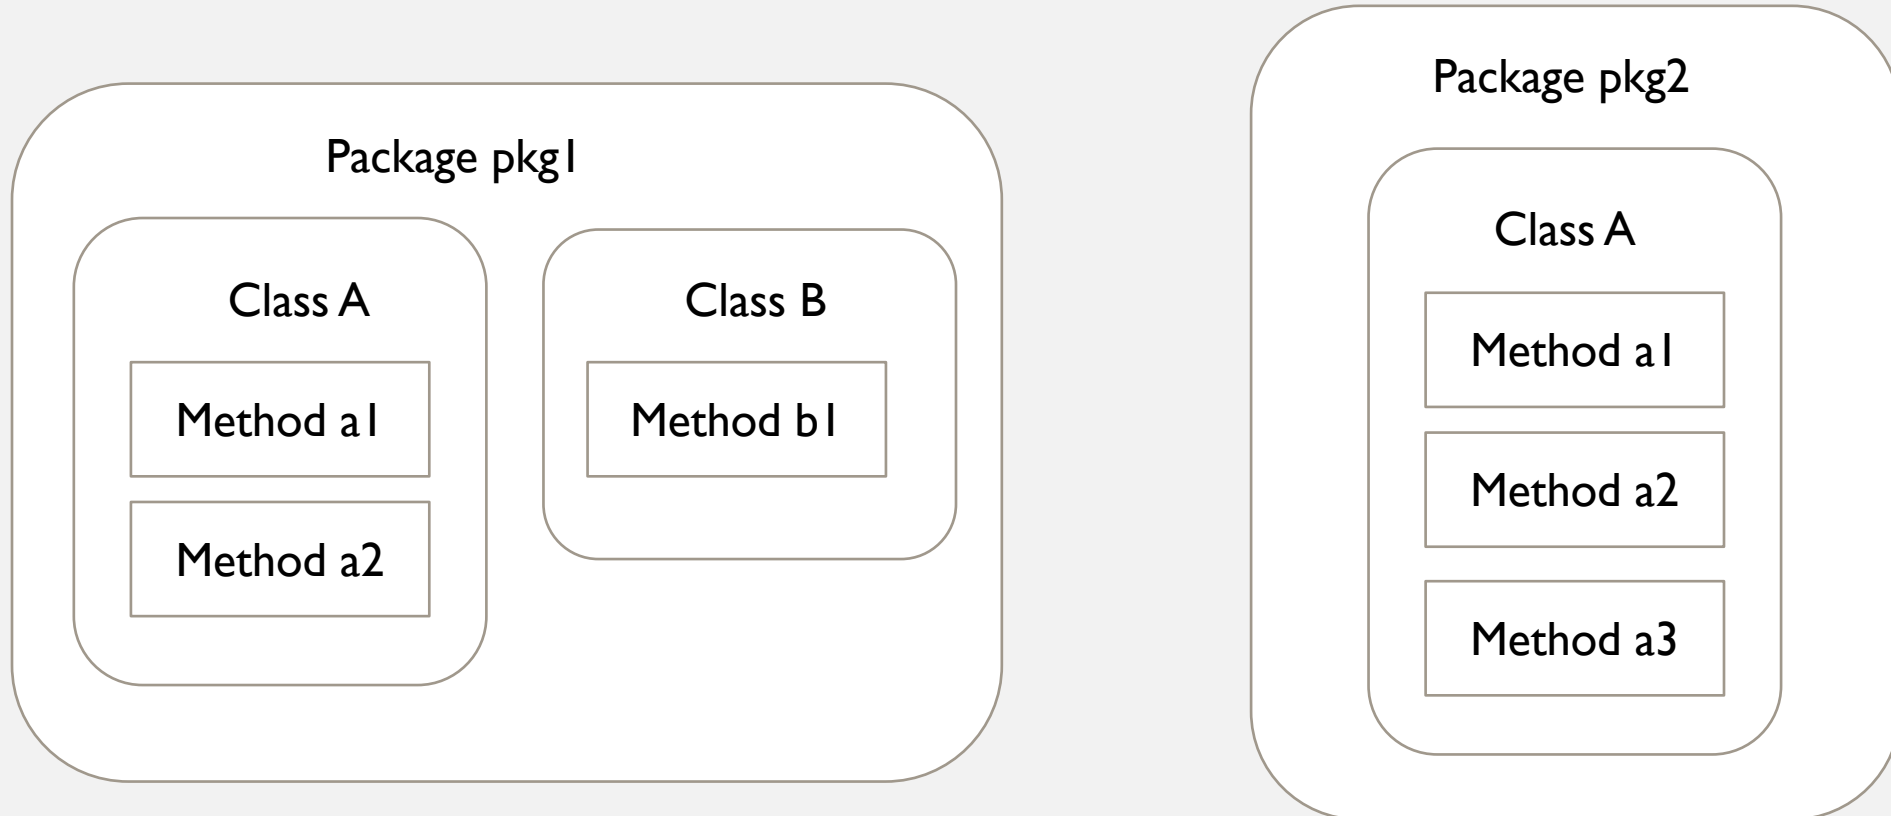 Package pkg1
Class A
Method a1
Method a2
Class B
Method b1
Package pkg2
Class A
Method a1
Method a2
Method a3